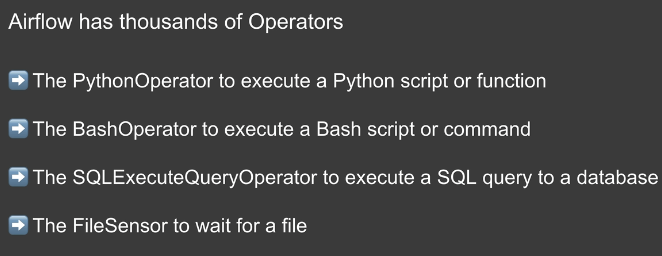 Airflow has thousands of Operators
➡️ The PythonOperator to execute a Python script or function
➡️ The BashOperator to execute a Bash script or command
➡️ The SQLExecuteQueryOperator to execute a SQL query to a database
➡️ The FileSensor to wait for a file